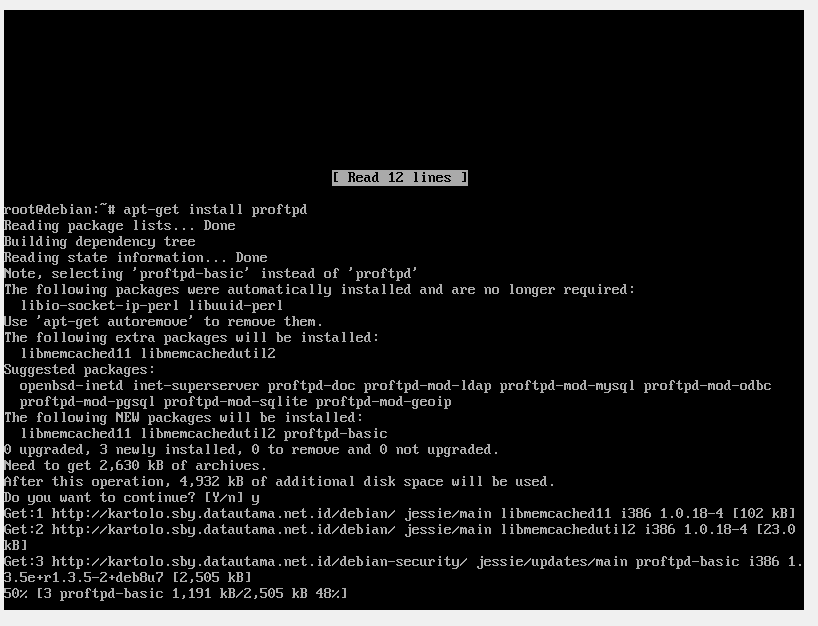 [ Read 12 lines ]
root@debian:~# apt-get install proftpd
Reading package lists... Done
Building dependency tree
Reading state information... Done
Note, selecting 'proftpd-basic' instead of 'proftpd'
The following packages were automatically installed and are no longer required:
  libio-socket-ip-perl libuuid-perl
Use 'apt-get autoremove' to remove them.
The following extra packages will be installed:
  libmemcached11 libmemcachedutil2
Suggested packages:
  openbsd-inetd inet-superserver proftpd-doc proftpd-mod-ldap proftpd-mod-mysql proftpd-mod-odbc
  proftpd-mod-pgsql proftpd-mod-sqlite proftpd-mod-geoip
The following NEW packages will be installed:
  libmemcached11 libmemcachedutil2 proftpd-basic
0 upgraded, 3 newly installed, 0 to remove and 0 not upgraded.
Need to get 2,630 kB of archives.
After this operation, 4,932 kB of additional disk space will be used.
Do you want to continue? [Y/n] y
Get:1 http://kartolo.sby.datautama.net.id/debian/ jessie/main libmemcached11 i386 1.0.18-4 [102 kB]
Get:2 http://kartolo.sby.datautama.net.id/debian/ jessie/main libmemcachedutil2 i386 1.0.18-4 [23.0
kB]
Get:3 http://kartolo.sby.datautama.net.id/debian-security/ jessie/updates/main proftpd-basic i386 1.
3.5e+r1.3.5-2+deb8u7 [2,505 kB]
50% [3 proftpd-basic 1,191 kB/2,505 kB 48%]